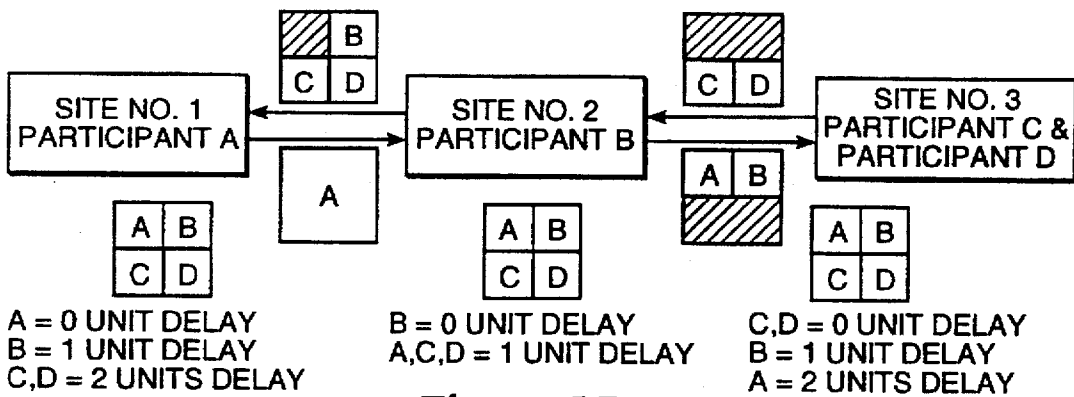 B
C D
C D
SITE NO. 1
PARTICIPANT A
SITE NO. 2
PARTICIPANT B
SITE NO. 3
PARTICIPANT C &
PARTICIPANT D
A
A B
A B
C D
A B
C D
A B
C D
A = 0 UNIT DELAY
B = 1 UNIT DELAY
C,D = 2 UNITS DELAY
B = 0 UNIT DELAY
A,C,D = 1 UNIT DELAY
C,D = 0 UNIT DELAY
B = 1 UNIT DELAY
A = 2 UNITS DELAY